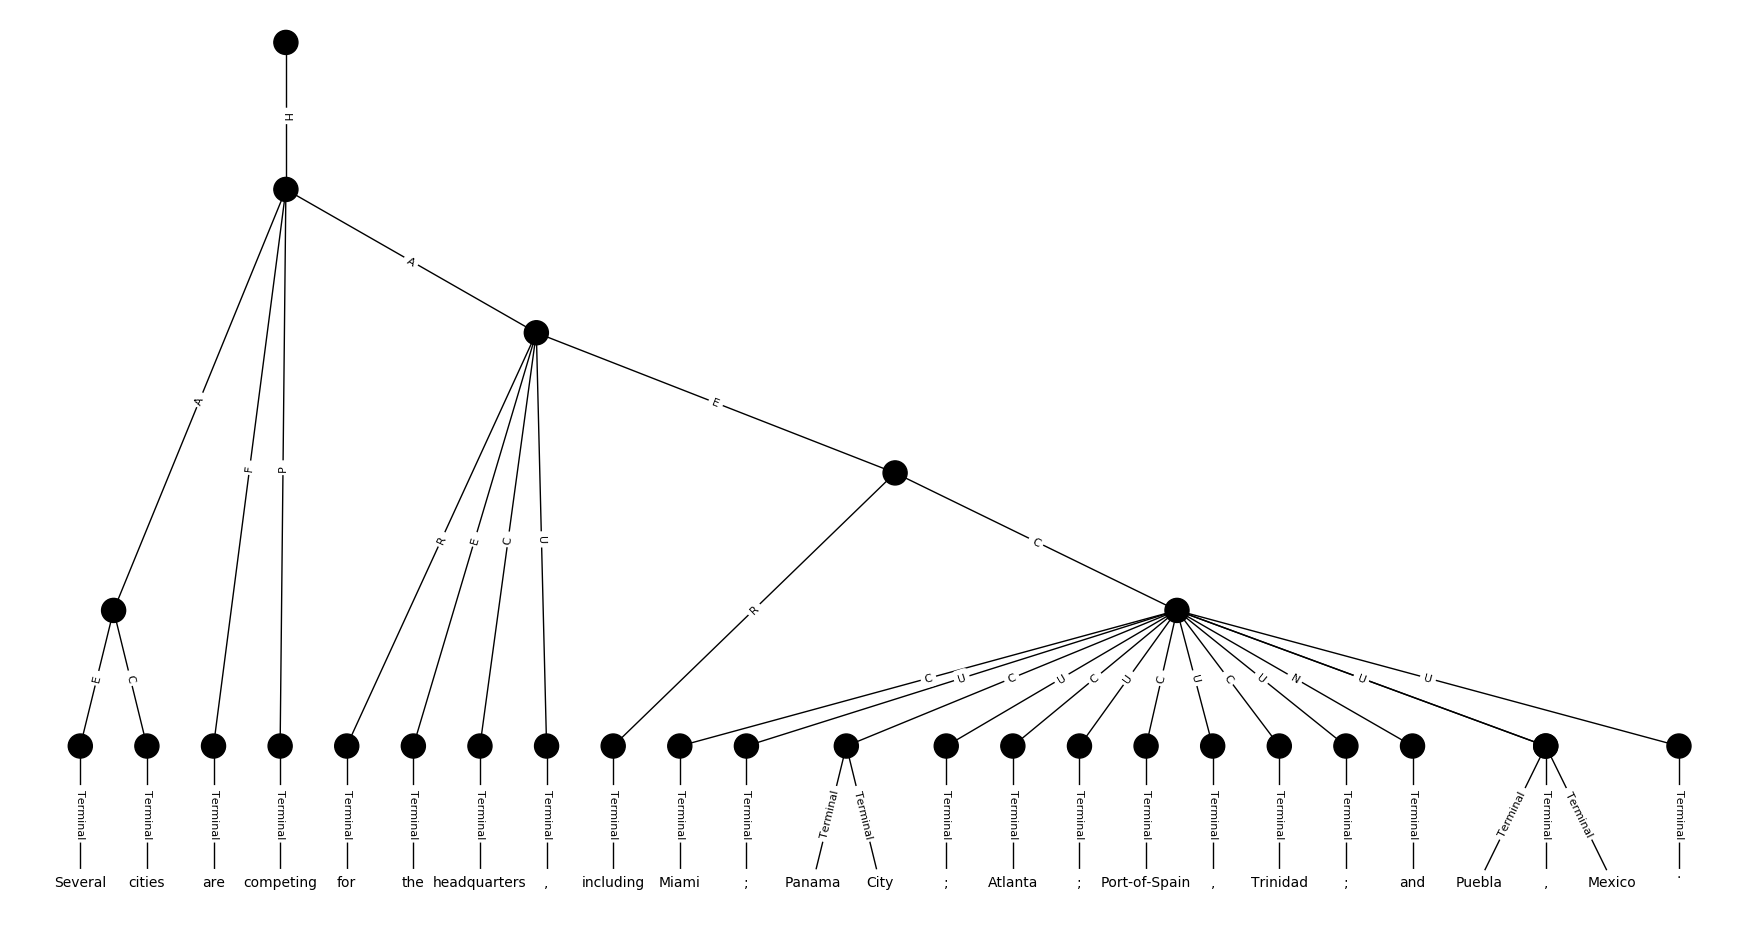 H
A
A
F
P
E
R
E
C
U
C
R
E
C
C
U
C
U
C
U
C
U
C
U
N
U
U
Terminal Terminal Terminal Terminal Terminal Terminal Terminal Terminal Terminal Terminal Terminal Terminal Terminal Terminal Terminal Terminal Terminal Terminal Terminal Terminal Terminal Terminal Terminal Terminal Terminal
Several cities are competing for the headquarters , including Miami ; Panama City ; Atlanta ; Port-of-Spain , Trinidad ; and Puebla , Mexico .